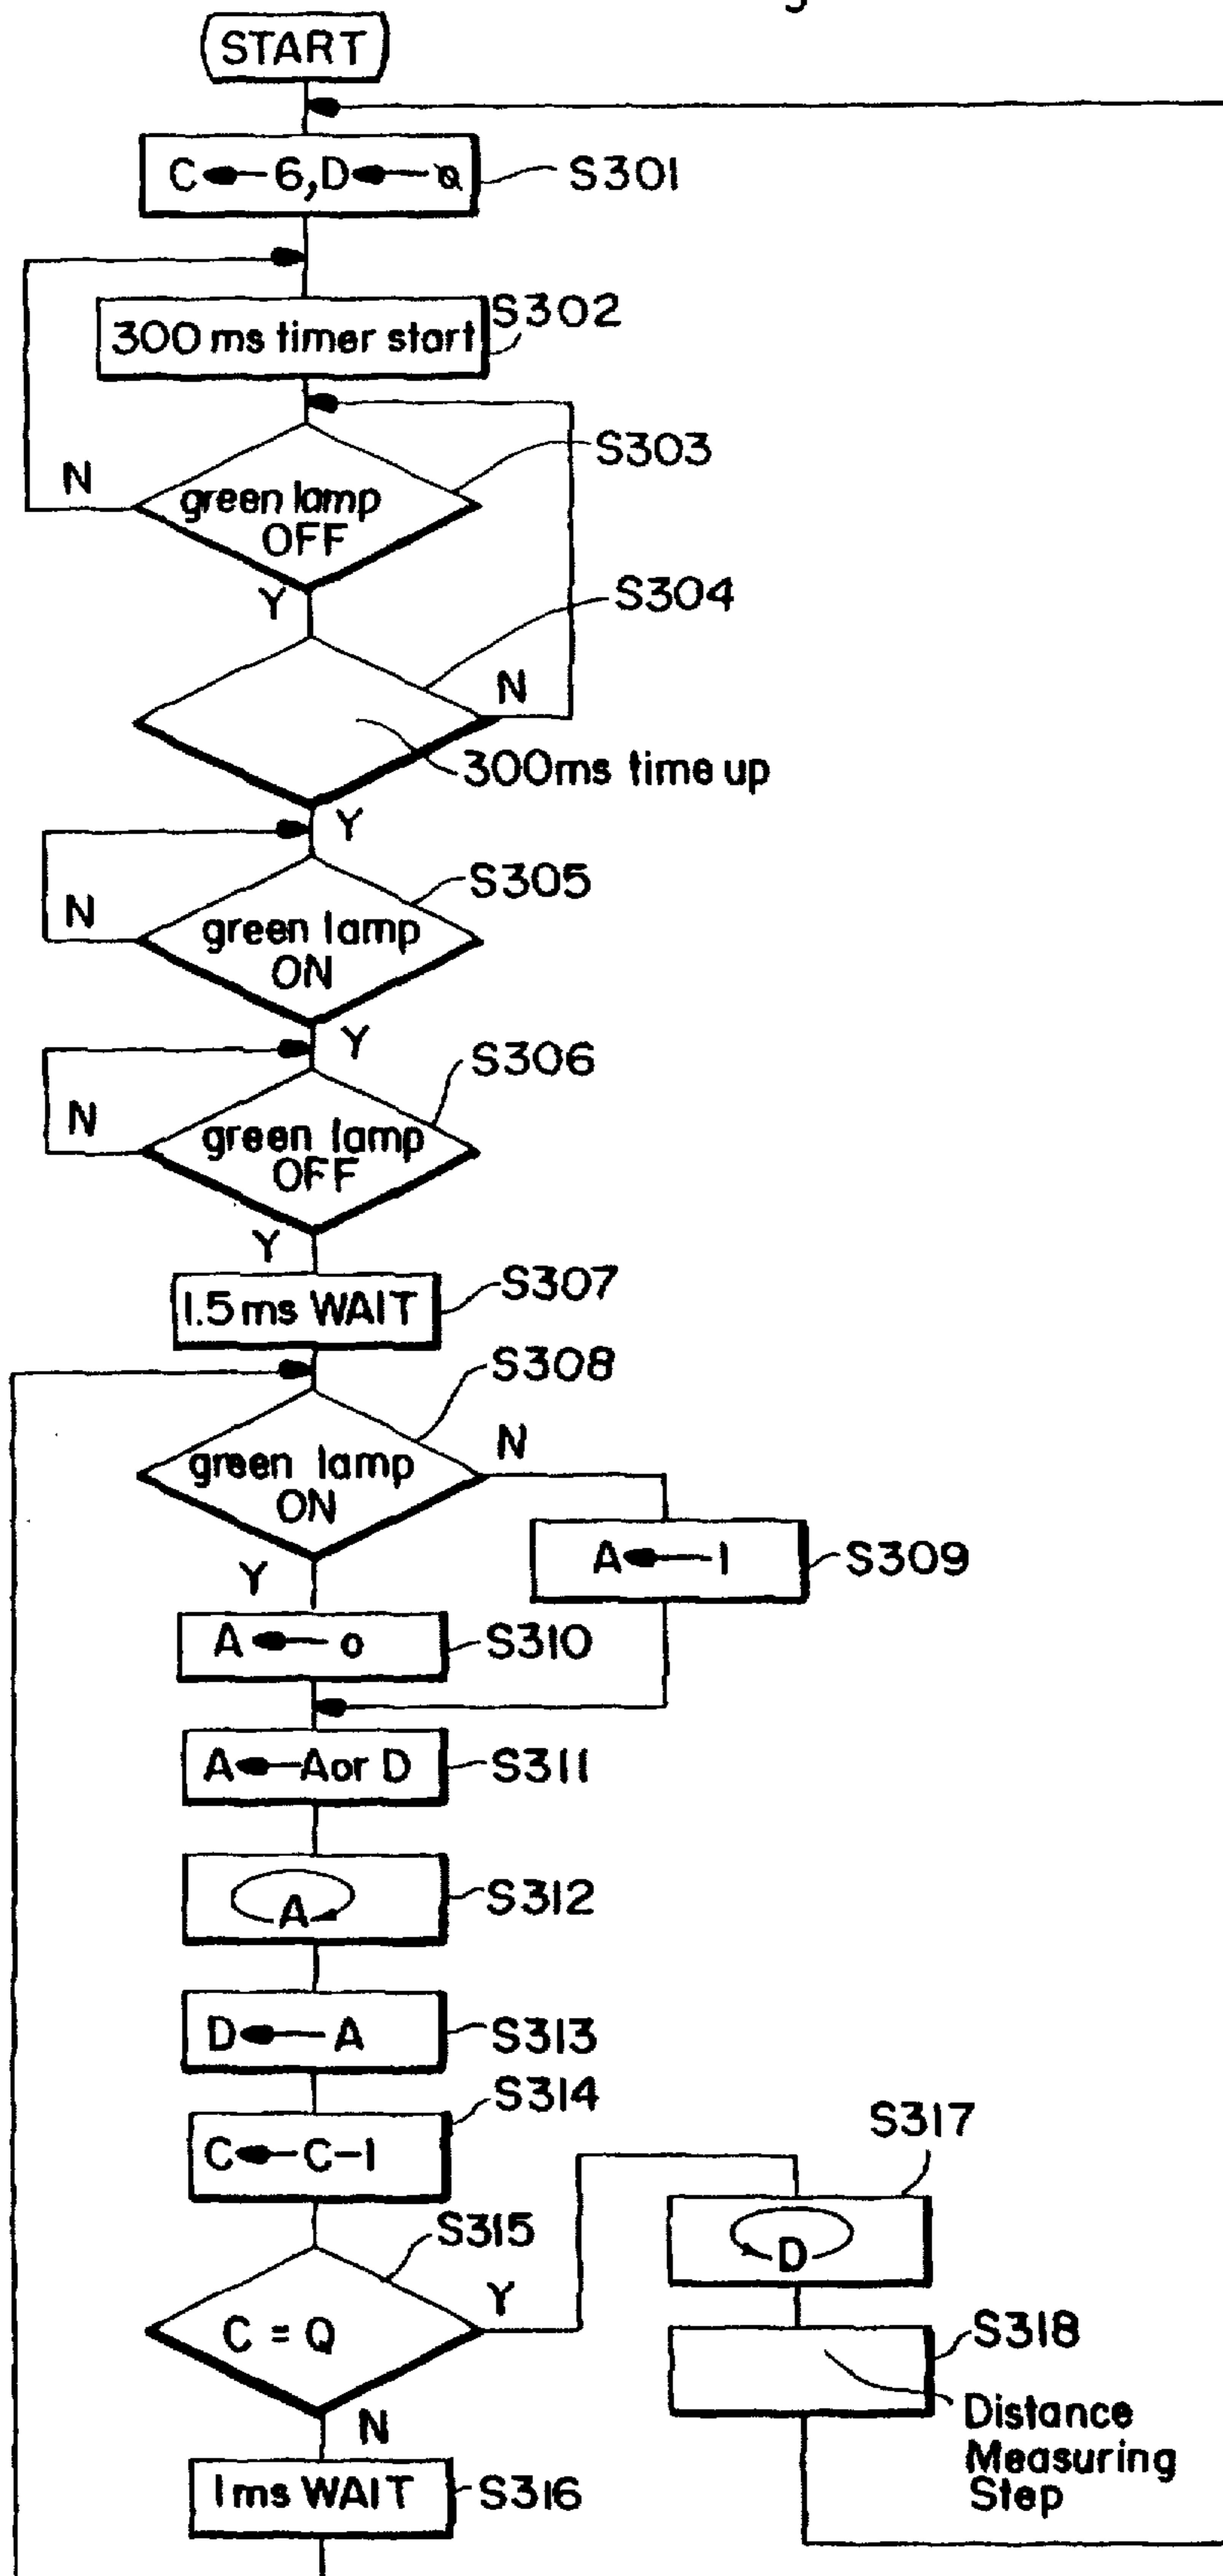 START
C←6,D←0
S301
300 ms timer start
S302
S303
N
green lamp
OFF
Y
S304
N
300ms time up
Y
S305
N
green lamp
ON
Y
S306
N
green lamp
OFF
Y
1.5 ms WAIT
S307
S308
green lamp
ON
N
Y
A←1
S309
A←0
S310
A←A or D
S311
A
S312
D←A
S313
C←C-1
S314
S315
C = Q
Y
N
S317
D
S318
Distance
Measuring
Step
1ms WAIT
S316